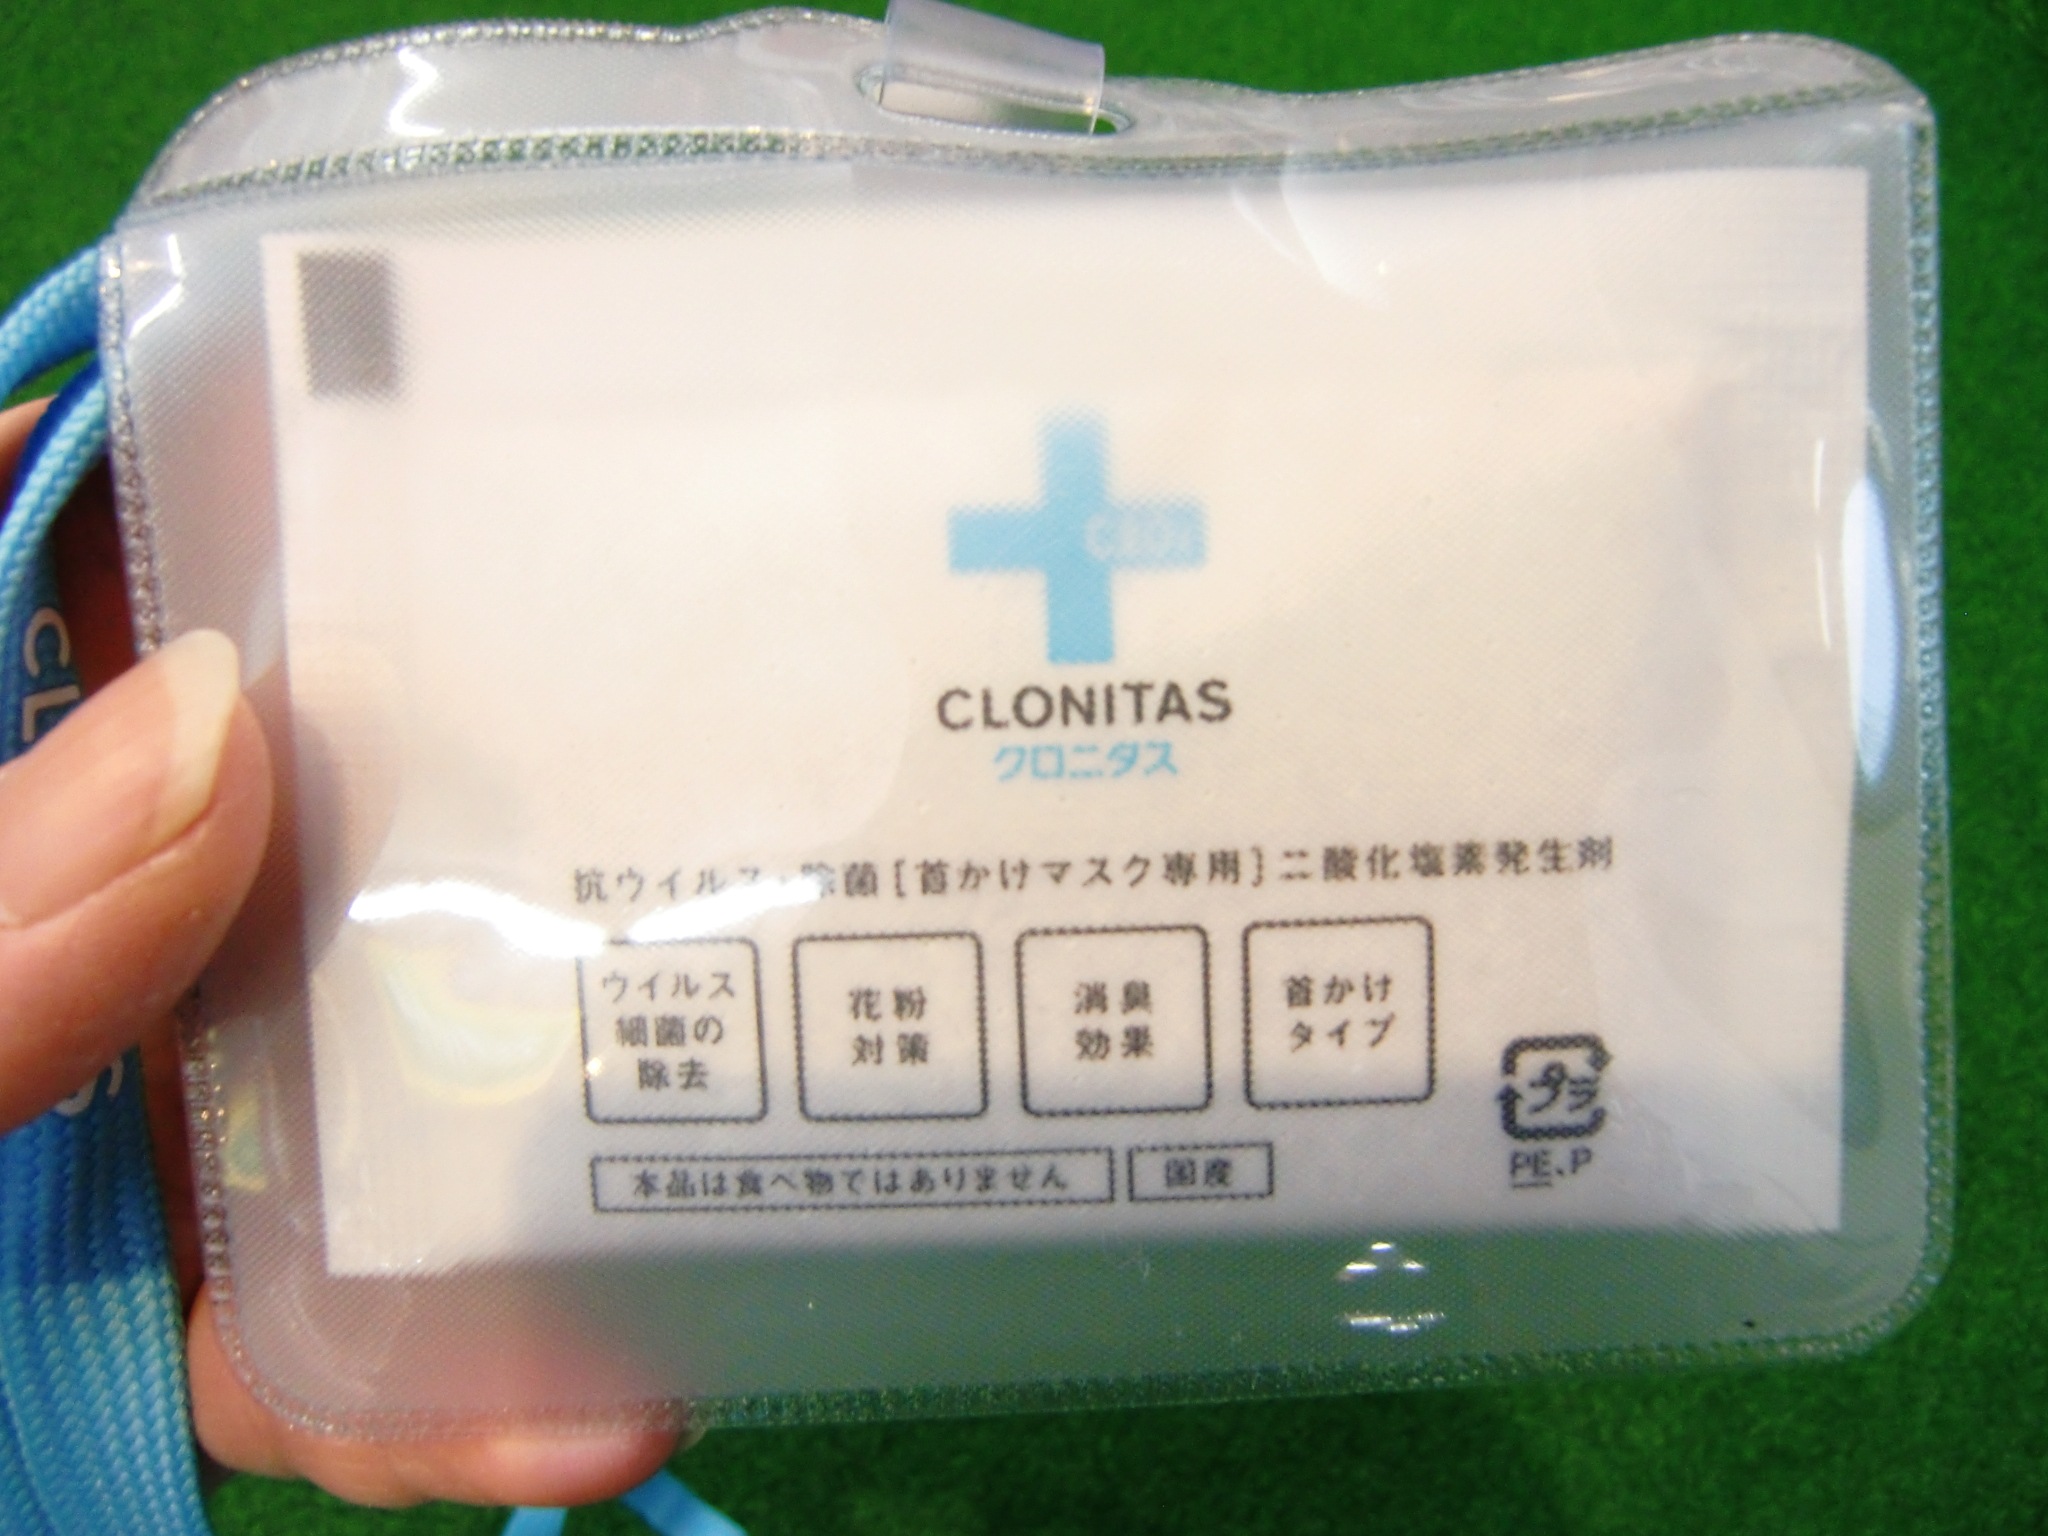 CLONITAS
クロニタス
抗ウイルス・除菌［首かけマスク専用］二酸化塩素発生剤
ウイルス
細菌の
除去
花粉
対策
消臭
効果
首かけ
タイプ
プラ
PE、P
本品は食べ物ではありません
国産
CL
S